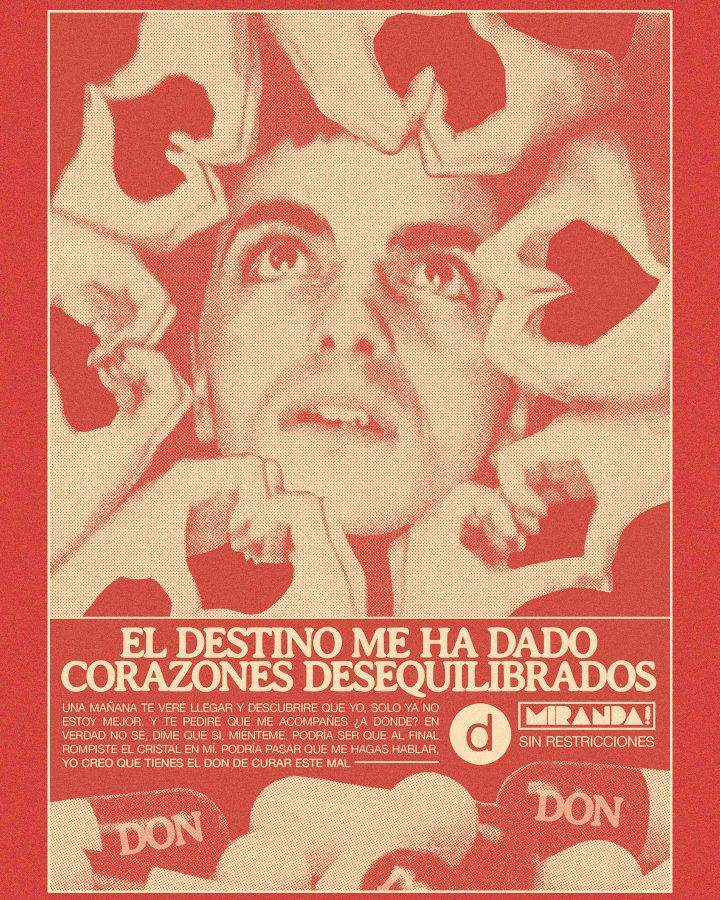 EL DESTINO ME HA DADO
CORAZONES DESEQUILIBRADOS
UNA MAÑANA TE VERÉ LLEGAR Y DESCUBRIRE QUE YO, SOLO YA NO
ESTOY MEJOR. Y TE PEDIRÉ QUE ME ACOMPAÑES ¿A DÓNDE? EN
VERDAD NO SÉ, DÍME QUE SI, MIÉNTEME. PODRÍA SER QUE AL FINAL
ROMPISTE EL CRISTAL EN MÍ. PODRÍA PASAR QUE ME HAGAS HABLAR,
YO CREO QUE TIENES EL DON DE CURAR ESTE MAL
d
MIRANDA!
SIN RESTRICCIONES
DON
DON